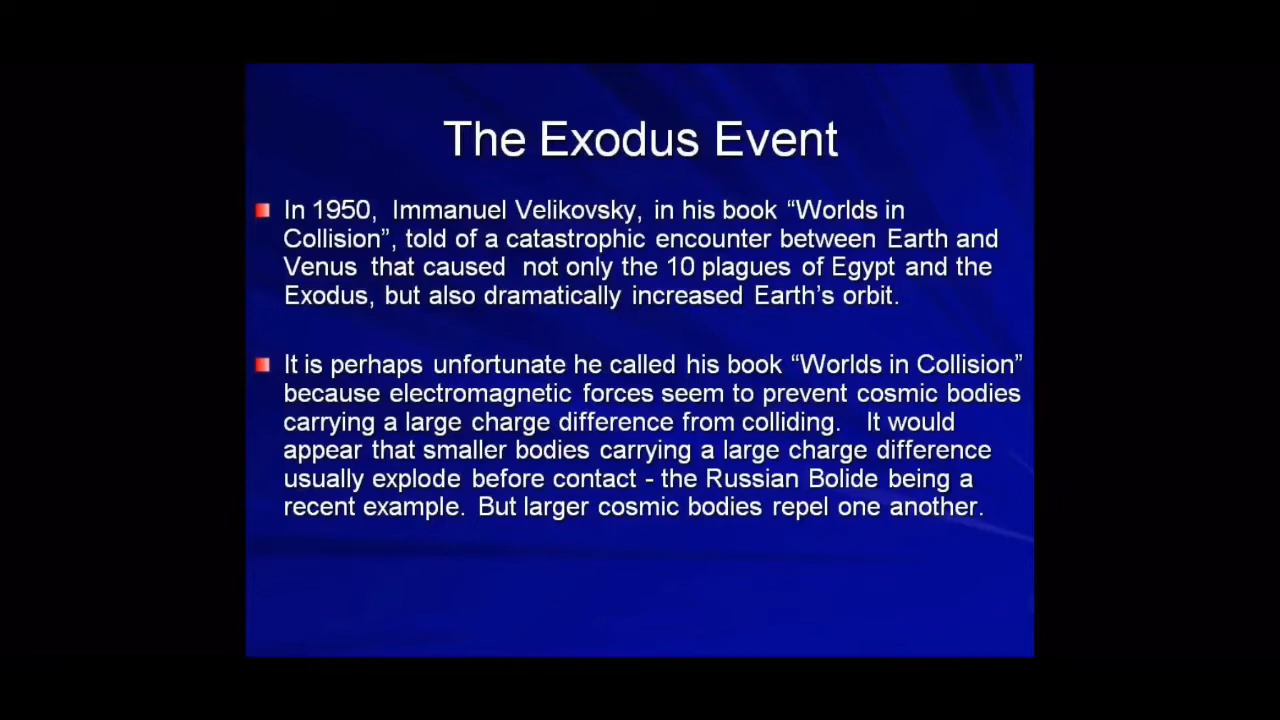 The Exodus Event
In 1950, Immanuel Velikovsky, in his book “Worlds in
Collision”, told of a catastrophic encounter between Earth and
Venus that caused not only the 10 plagues of Egypt and the
Exodus, but also dramatically increased Earth’s orbit.
It is perhaps unfortunate he called his book “Worlds in Collision”
because electromagnetic forces seem to prevent cosmic bodies
carrying a large charge difference from colliding. It would
appear that smaller bodies carrying a large charge difference
usually explode before contact - the Russian Bolide being a
recent example. But larger cosmic bodies repel one another.